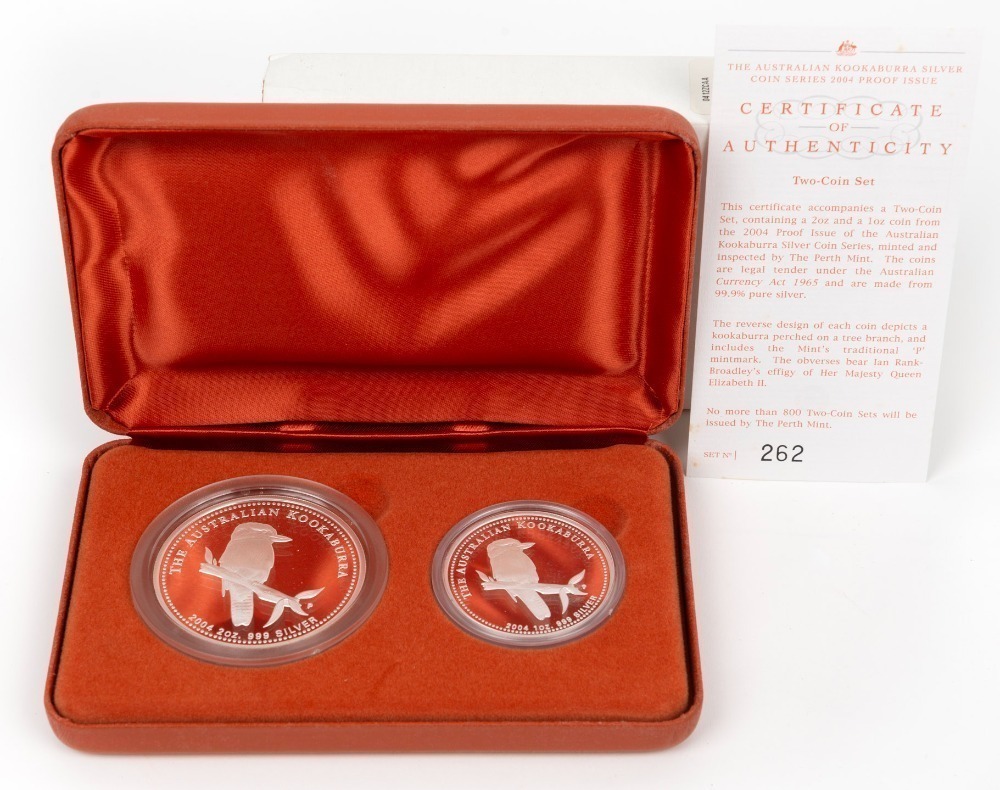 0412ZCAA
THE AUSTRALIAN KOOKABURRA SILVER
COIN SERIES 2004 PROOF ISSUE
CERTIFICATE
OF
AUTHENTICITY
Two-Coin Set
This certificate accompanies a Two-Coin
Set, containing a 2oz and a 1oz coin from
the 2004 Proof Issue of the Australian
Kookaburra Silver Coin Series, minted and
inspected by The Perth Mint. The coins
are legal tender under the Australian
Currency Act 1965 and are made from
99.9% pure silver.
The reverse design of each coin depicts a
kookaburra perched on a tree branch, and
includes the Mint's traditional 'P'
mintmark. The obverses bear Ian Rank-
Broadley's effigy of Her Majesty Queen
Elizabeth II.
No more than 800 Two-Coin Sets will be
issued by The Perth Mint.
SET Nº 262
THE AUSTRALIAN KOOKABURRA
P
2004 2OZ. 999 SILVER
THE AUSTRALIAN KOOKABURRA
P
2004 1OZ. 999 SILVER